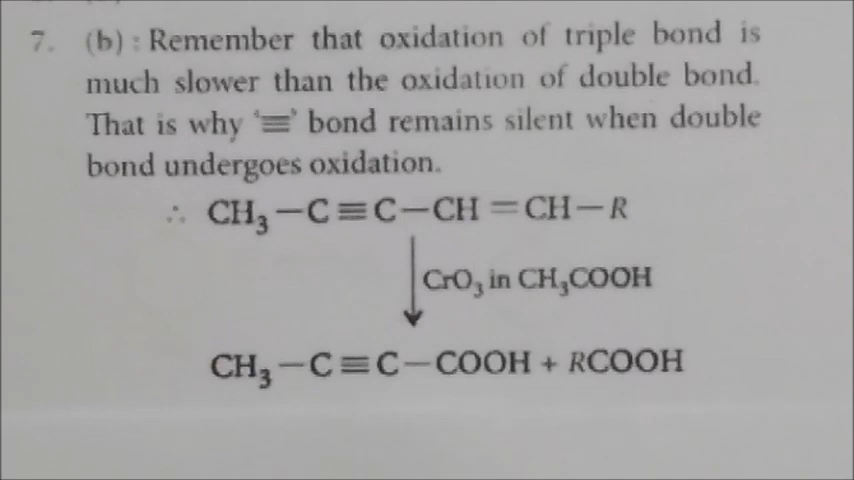 7. (b) : Remember that oxidation of triple bond is
much slower than the oxidation of double bond.
That is why ‘≡’ bond remains silent when double
bond undergoes oxidation.
∴ CH₃—C≡C—CH=CH—R
CrO₃ in CH₃COOH
CH₃—C≡C—COOH + RCOOH